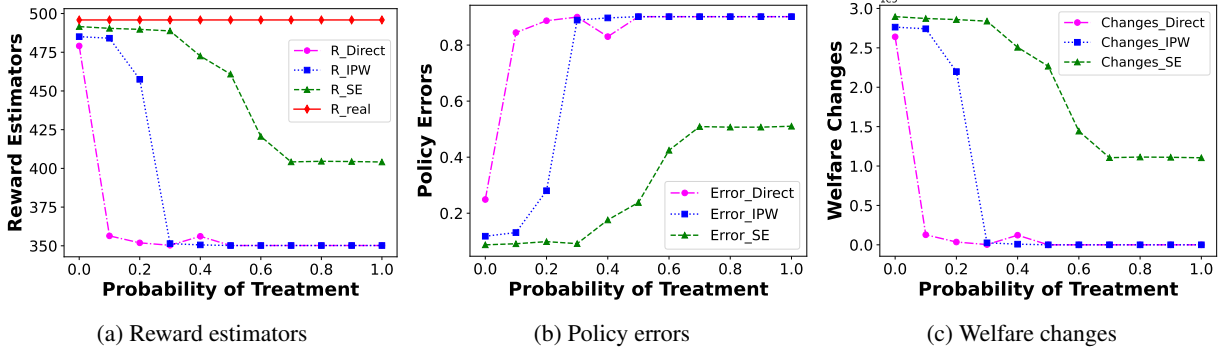 500
475
450
425
400
375
350
0.0 0.2 0.4 0.6 0.8 1.0
Reward Estimators
Probability of Treatment
R_Direct
R_IPW
R_SE
R_real
(a) Reward estimators
0.8
0.6
0.4
0.2
0.0 0.2 0.4 0.6 0.8 1.0
Policy Errors
Probability of Treatment
Error_Direct
Error_IPW
Error_SE
(b) Policy errors
3.0
2.5
2.0
1.5
1.0
0.5
0.0
0.0 0.2 0.4 0.6 0.8 1.0
Welfare Changes
Probability of Treatment
Changes_Direct
Changes_IPW
Changes_SE
(c) Welfare changes